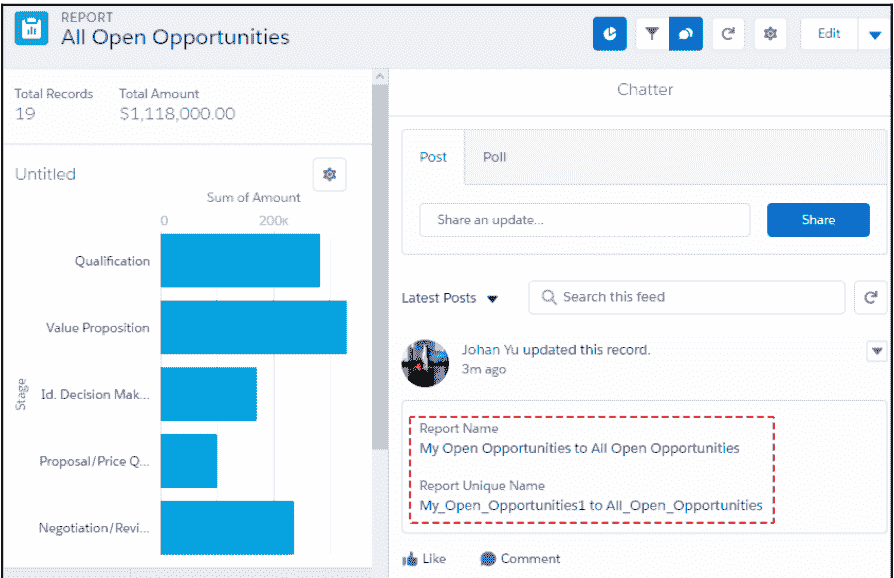 REPORT
All Open Opportunities
Edit
Total Records
Total Amount
19
$1,118,000.00
Untitled
Sum of Amount
0
200K
Stage
Qualification
Value Proposition
Id. Decision Mak...
Proposal/Price Q...
Negotiation/Revi...
Chatter
Post
Poll
Share an update...
Share
Latest Posts
Search this feed
Johan Yu updated this record.
3m ago
Report Name
My Open Opportunities to All Open Opportunities
Report Unique Name
My_Open_Opportunities1 to All_Open_Opportunities
Like
Comment